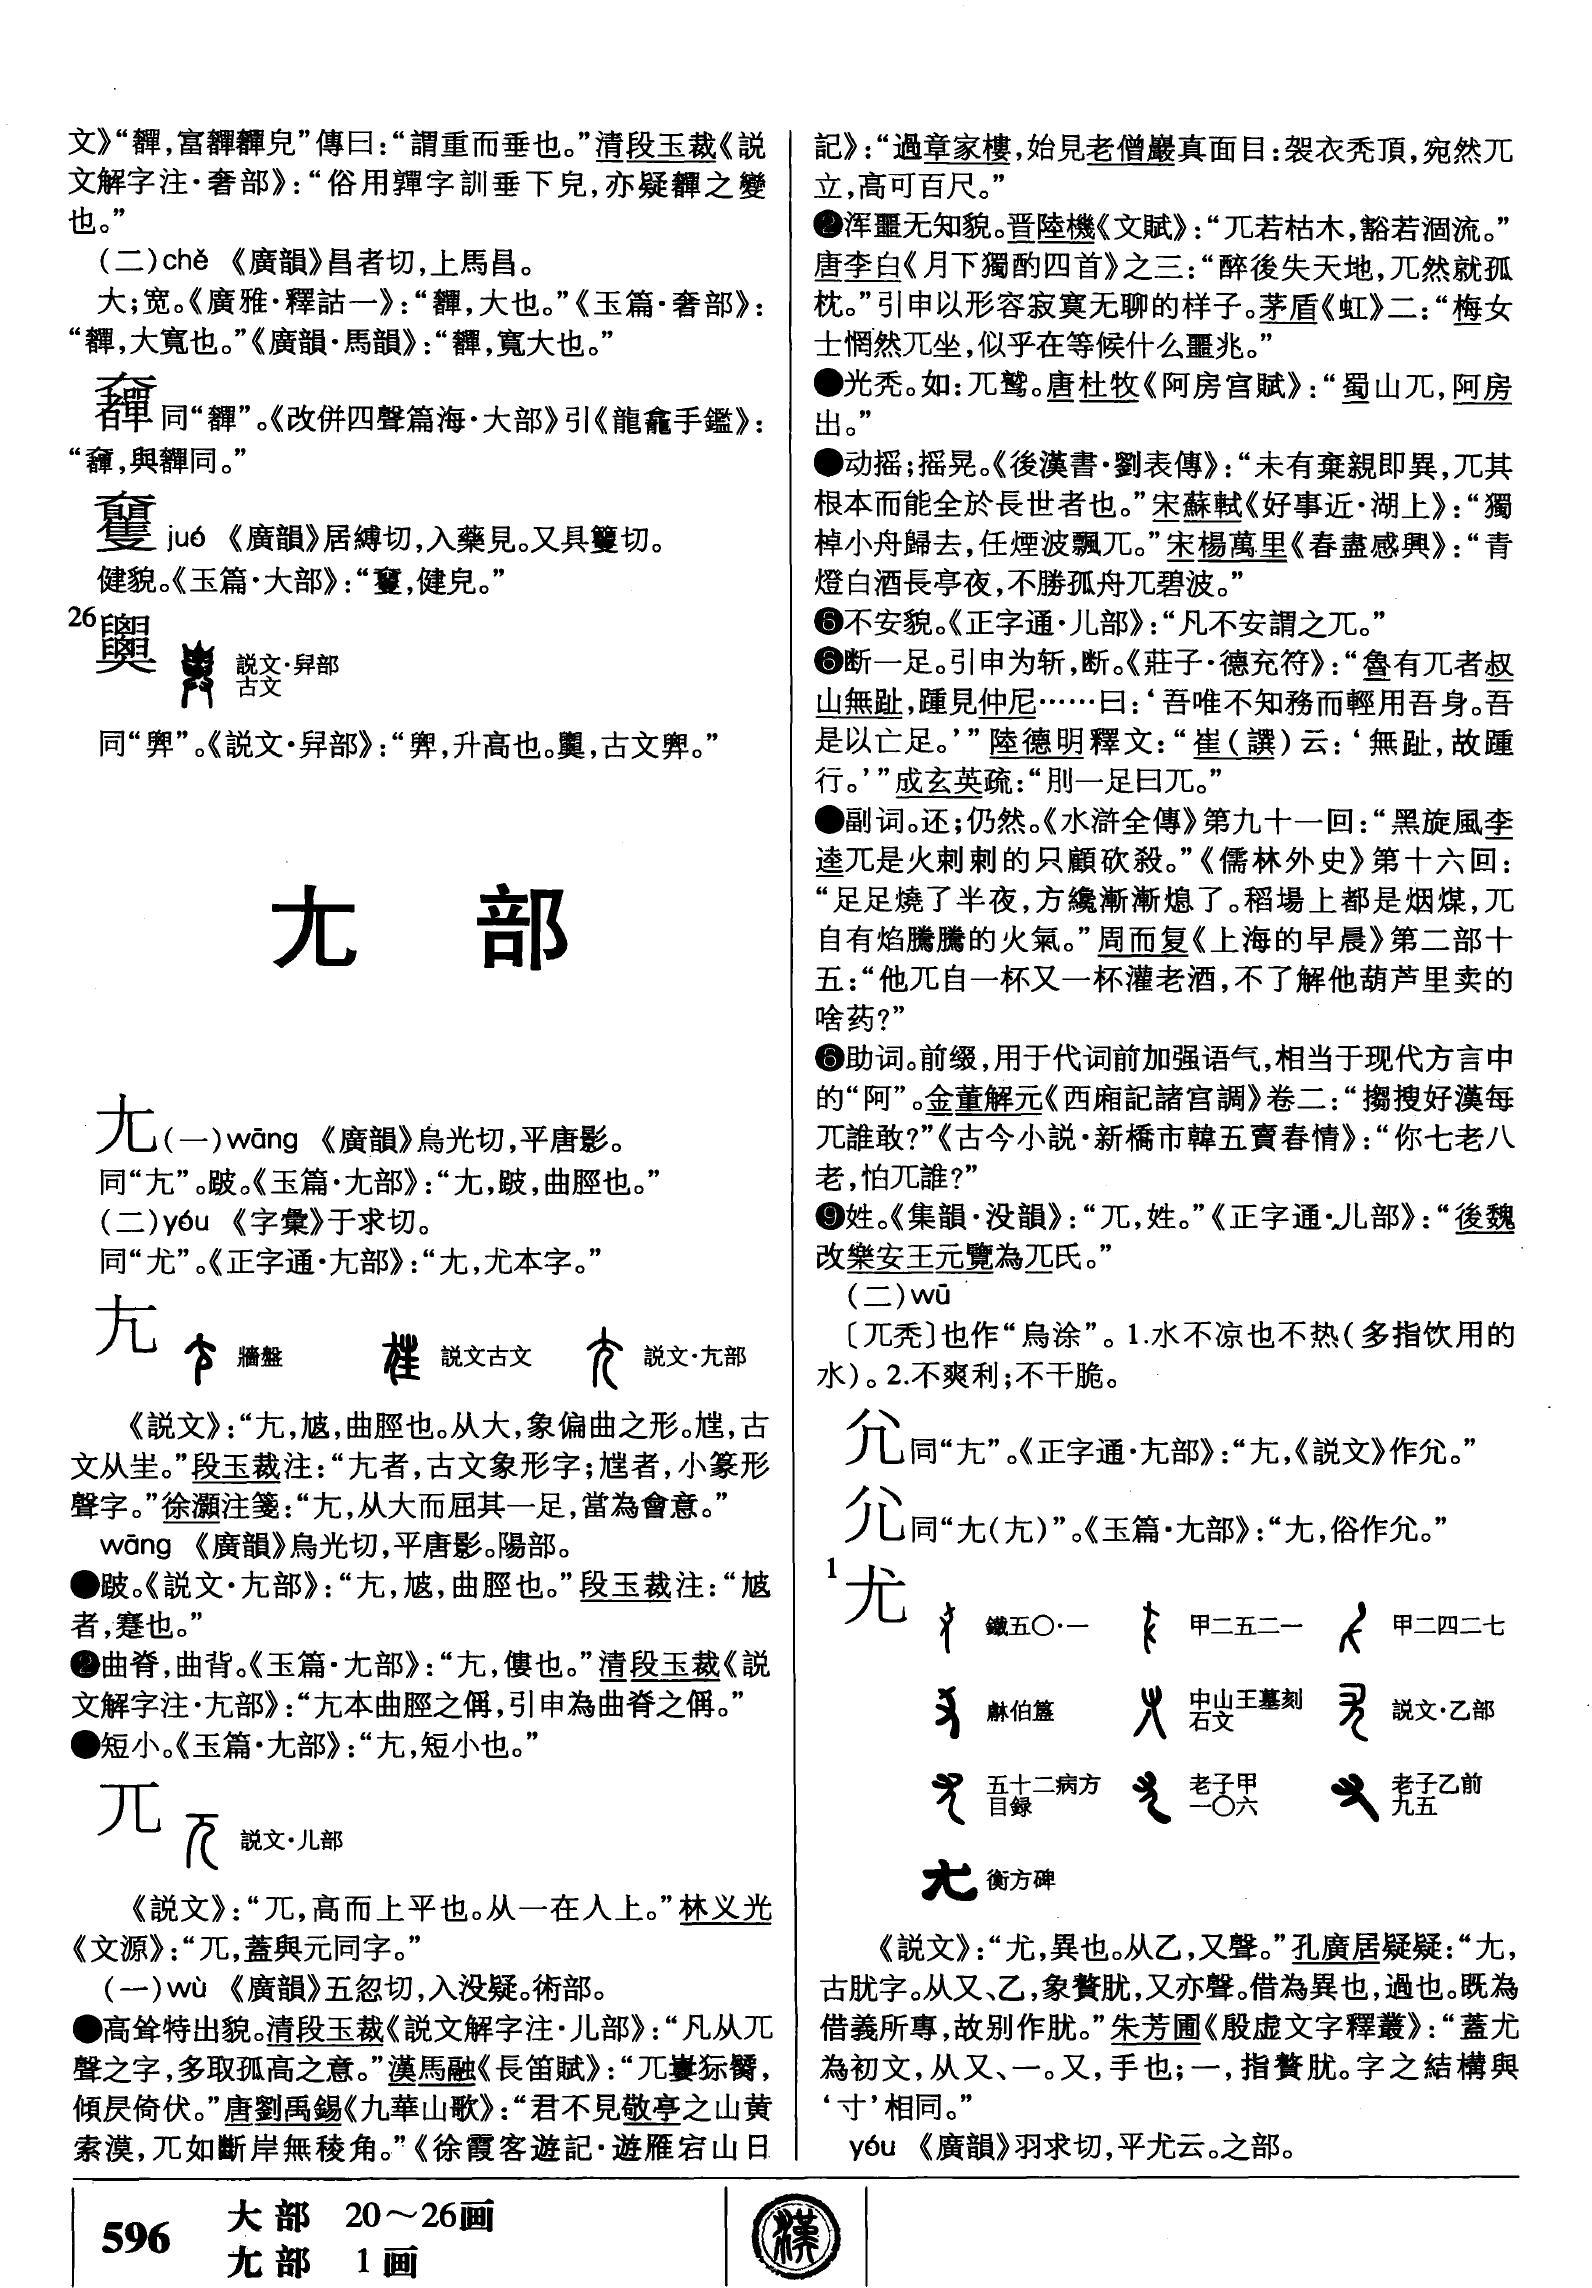 文》“奲，富奲奲皃”傳曰：“謂重而垂也。”清段玉裁《説
文解字注·奢部》：“俗用嚲字訓垂下皃，亦疑奲之變
也。”
(二)chě 《廣韻》昌者切，上馬昌。
大；宽。《廣雅·釋詁一》：“奲，大也。”《玉篇·奢部》：
“奲，大寬也。”《廣韻·馬韻》：“奲，寬大也。”
同“奲”。《改併四聲篇海·大部》引《龍龕手鑑》：
“，與奲同。”
jué 《廣韻》居縛切，入藥見。又具籰切。
健貌。《玉篇·大部》：“，健皃。”
26
説文·舁部
古文
同“𢍱”。《説文·舁部》：“𢍱，升高也。，古文𢍱。”
尢 部
尢(一)wāng 《廣韻》烏光切，平唐影。
同“尣”。跛。《玉篇·尢部》：“尢，跛，曲脛也。”
(二)yóu 《字彙》于求切。
同“尤”。《正字通·尢部》：“尢，尤本字。”
尢 牆盤 説文古文 説文·尢部
《説文》：“尢，𡯁，曲脛也。从大，象偏曲之形。尩，古
文从㞷。”段玉裁注：“尢者，古文象形字；尩者，小篆形
聲字。”徐灝注箋：“尢，从大而屈其一足，當為會意。”
wāng 《廣韻》烏光切，平唐影。陽部。
●跛。《説文·尢部》：“尢，𡯁，曲脛也。”段玉裁注：“𡯁
者，蹇也。”
❷曲脊，曲背。《玉篇·尢部》：“尢，僂也。”清段玉裁《説
文解字注·尢部》：“尢本曲脛之偁，引申為曲脊之偁。”
●短小。《玉篇·尢部》：“尢，短小也。”
兀 説文·儿部
《説文》：“兀，高而上平也。从一在人上。”林义光
《文源》：“兀，蓋與元同字。”
(一)wù 《廣韻》五忽切，入没疑。術部。
●高耸特出貌。清段玉裁《説文解字注·儿部》：“凡从兀
聲之字，多取孤高之意。”漢馬融《長笛賦》：“兀嶁㹞觺，
傾昃倚伏。”唐劉禹錫《九華山歌》：“君不見敬亭之山黄
索漠，兀如斷岸無稜角。”《徐霞客遊記·遊雁宕山日
記》：“過章家樓，始見老僧巖真面目：袈衣秃頂，宛然兀
立，高可百尺。”
❷浑噩无知貌。晋陸機《文賦》：“兀若枯木，豁若涸流。”
唐李白《月下獨酌四首》之三：“醉後失天地，兀然就孤
枕。”引申以形容寂寞无聊的样子。茅盾《虹》二：“梅女
士惘然兀坐，似乎在等候什么噩兆。”
●光秃。如：兀鹫。唐杜牧《阿房宫賦》：“蜀山兀，阿房
出。”
●动摇；摇晃。《後漢書·劉表傳》：“未有棄親即異，兀其
根本而能全於長世者也。”宋蘇軾《好事近·湖上》：“獨
棹小舟歸去，任煙波飄兀。”宋楊萬里《春盡感興》：“青
燈白酒長亭夜，不勝孤舟兀碧波。”
❻不安貌。《正字通·儿部》：“凡不安謂之兀。”
❻断一足。引申为斩，断。《莊子·德充符》：“魯有兀者叔
山無趾，踵見仲尼……曰：‘吾唯不知務而輕用吾身。吾
是以亡足。’”陸德明釋文：“崔(譔)云：‘無趾，故踵
行。’”成玄英疏：“刖一足曰兀。”
●副词。还；仍然。《水滸全傳》第九十一回：“黑旋風李
逵兀是火剌剌的只顧砍殺。”《儒林外史》第十六回：
“足足燒了半夜，方纔漸漸熄了。稻場上都是烟煤，兀
自有焰騰騰的火氣。”周而复《上海的早晨》第二部十
五：“他兀自一杯又一杯灌老酒，不了解他葫芦里卖的
啥药？”
❻助词。前缀，用于代词前加强语气，相当于现代方言中
的“阿”。金董解元《西廂記諸宫調》卷二：“搊搜好漢每
兀誰敢？”《古今小説·新橋市韓五賣春情》：“你七老八
老，怕兀誰？”
❾姓。《集韻·没韻》：“兀，姓。”《正字通·儿部》：“後魏
改樂安王元覽為兀氏。”
(二)wū
〔兀秃〕也作“烏涂”。1.水不凉也不热(多指饮用的
水)。2.不爽利；不干脆。
尣同“尢”。《正字通·尢部》：“尢，《説文》作尣。”
尣同“尢(尣)”。《玉篇·尢部》：“尢，俗作尣。”
1
尤 鐵五〇·一 甲二五二一 甲二四二七
㝬伯簋 中山王墓刻石文 説文·乙部
五十二病方目録 老子甲一〇六 老子乙前九五
衡方碑
《説文》：“尤，異也。从乙，又聲。”孔廣居疑疑：“尢，
古肬字。从又、乙，象贅肬，又亦聲。借為異也，過也。既為
借義所專，故别作肬。”朱芳圃《殷虚文字釋叢》：“蓋尤
為初文，从又、一。又，手也；一，指贅肬。字之結構與
‘寸’相同。”
yóu 《廣韻》羽求切，平尤云。之部。
596
大部 20～26画
尢部 1画
漢